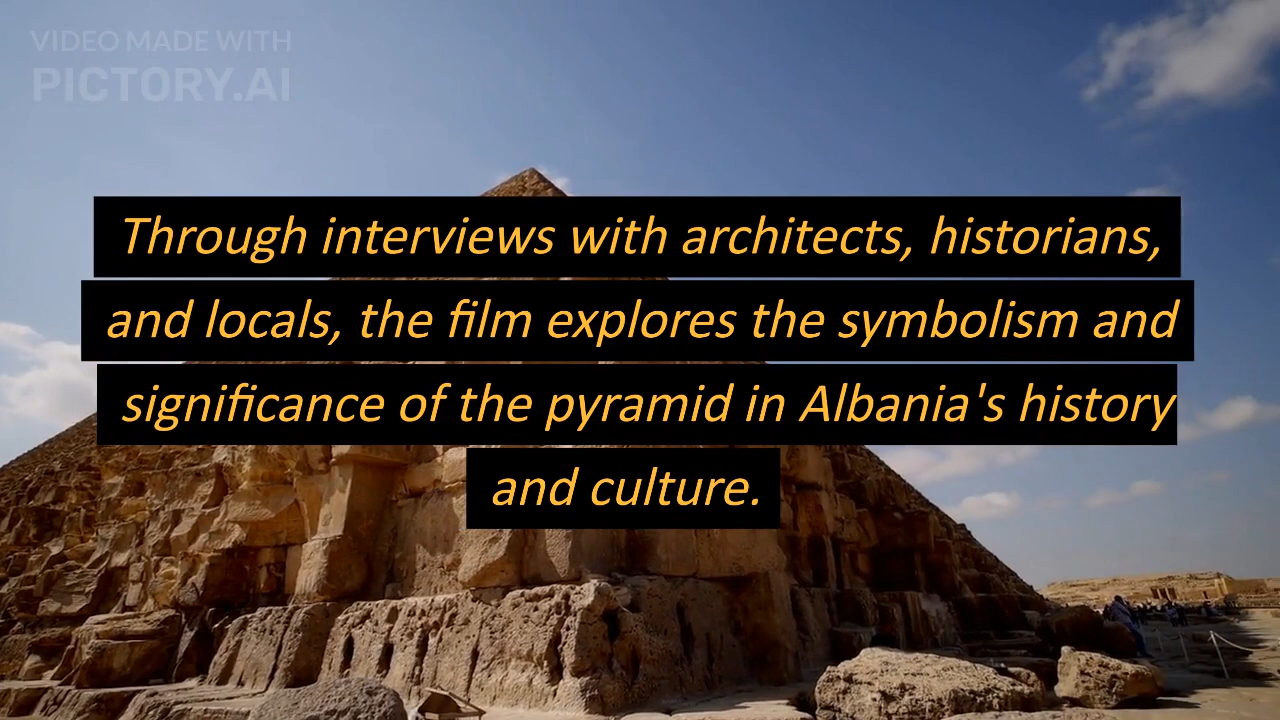 VIDEO MADE WITH
PICTORY.AI
Through interviews with architects, historians,
and locals, the film explores the symbolism and
significance of the pyramid in Albania's history
and culture.